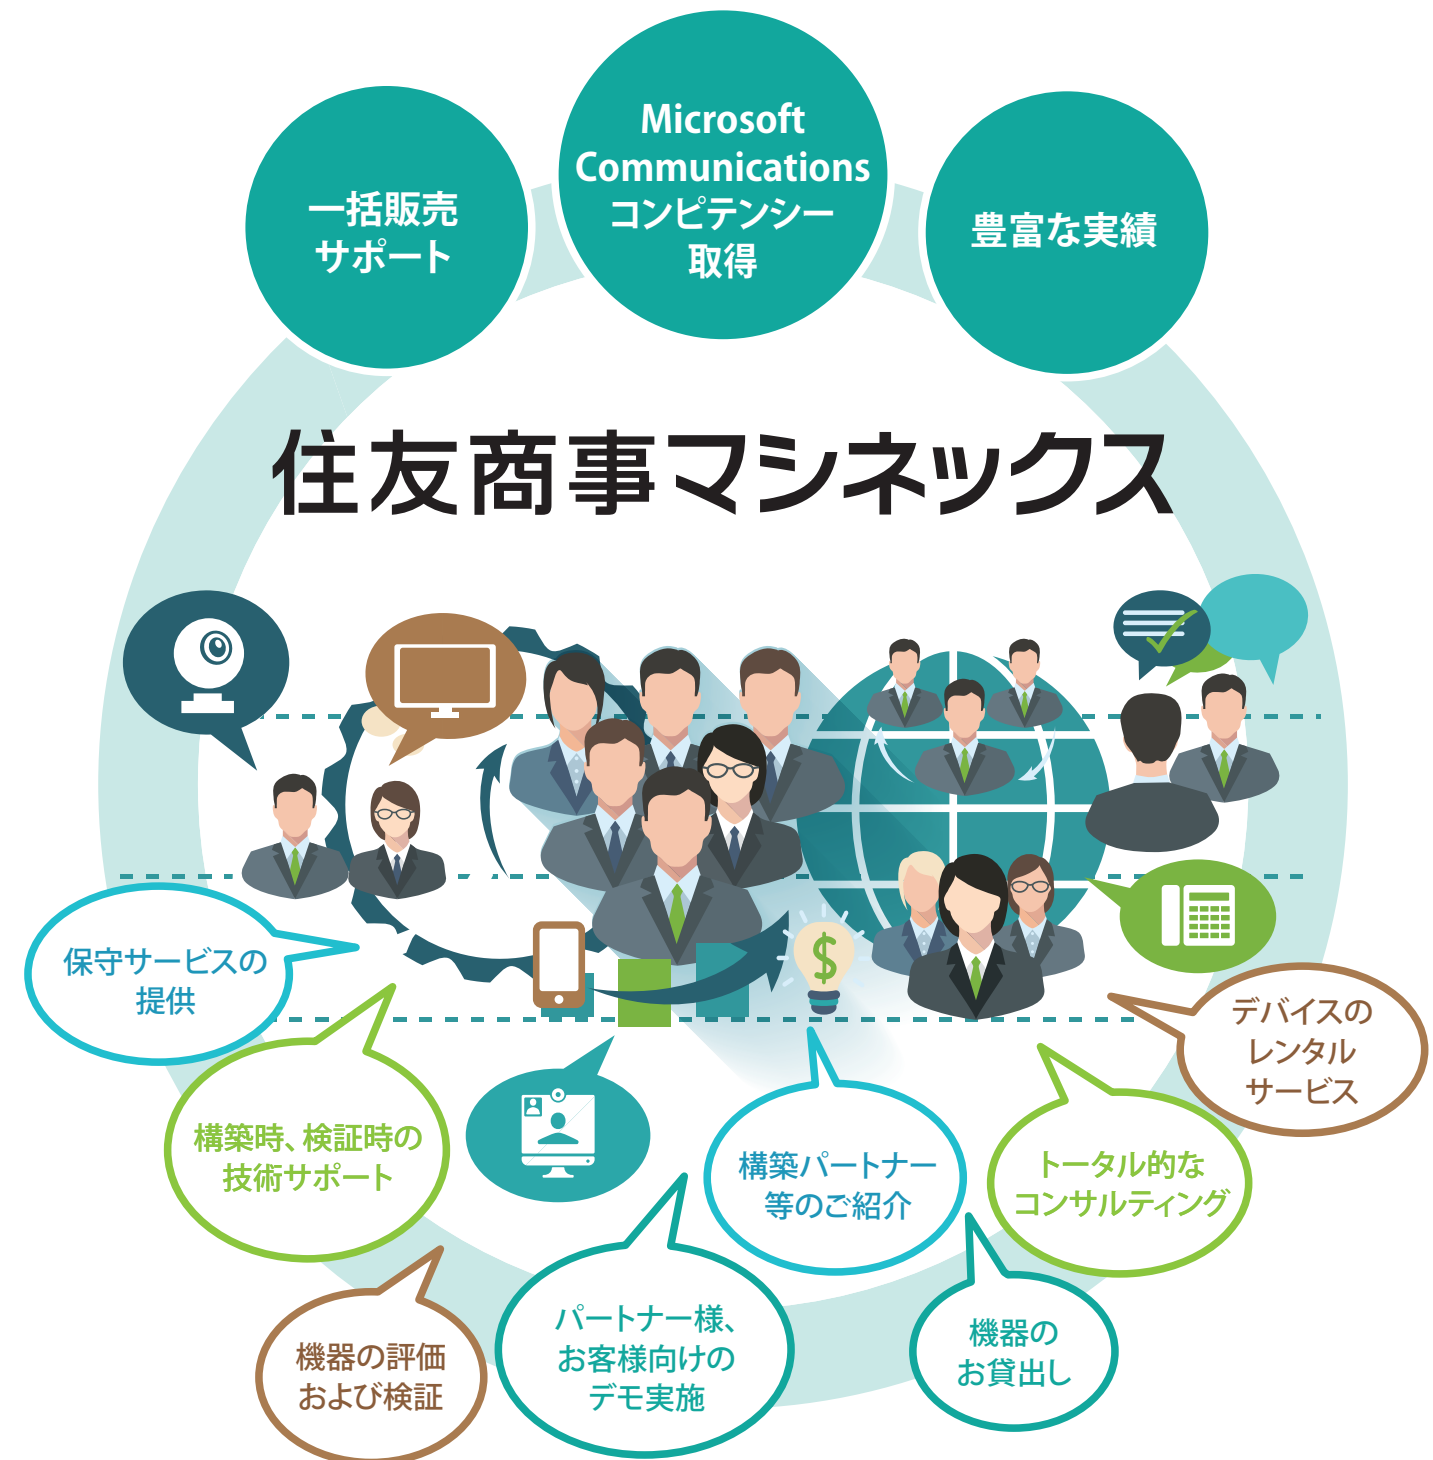 一括販売
サポート
Microsoft
Communications
コンピテンシー
取得
豊富な実績
住友商事マシネックス
保守サービスの
提供
構築時、検証時の
技術サポート
機器の評価
および検証
パートナー様、
お客様向けの
デモ実施
構築パートナー
等のご紹介
機器の
お貸出し
トータル的な
コンサルティング
デバイスの
レンタル
サービス